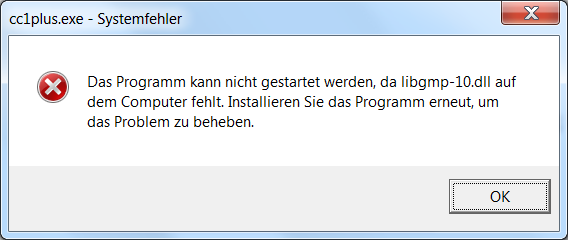 cc1plus.exe - Systemfehler
Das Programm kann nicht gestartet werden, da libgmp-10.dll auf
dem Computer fehlt. Installieren Sie das Programm erneut, um
das Problem zu beheben.
OK